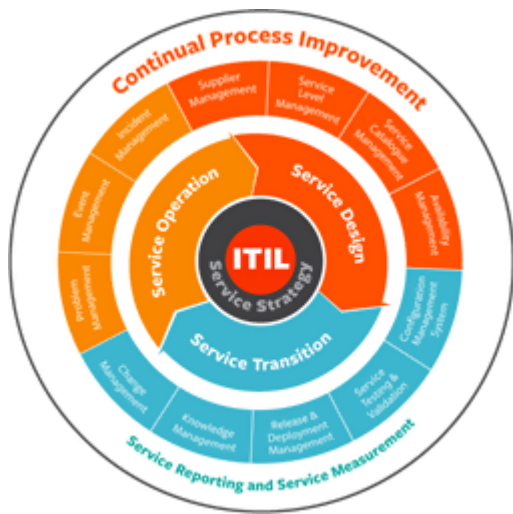 Continual Process Improvement
Supplier
Management
Service
Level
Management
Service
Catalogue
Management
Availability
Management
Configuration
Management
System
Service
Testing &
Validation
Release &
Deployment
Management
Knowledge
Management
Change
Management
Problem
Management
Event
Management
Incident
Management
Service Operation
Service Design
Service Transition
ITIL
Service Strategy
Service Reporting and Service Measurement